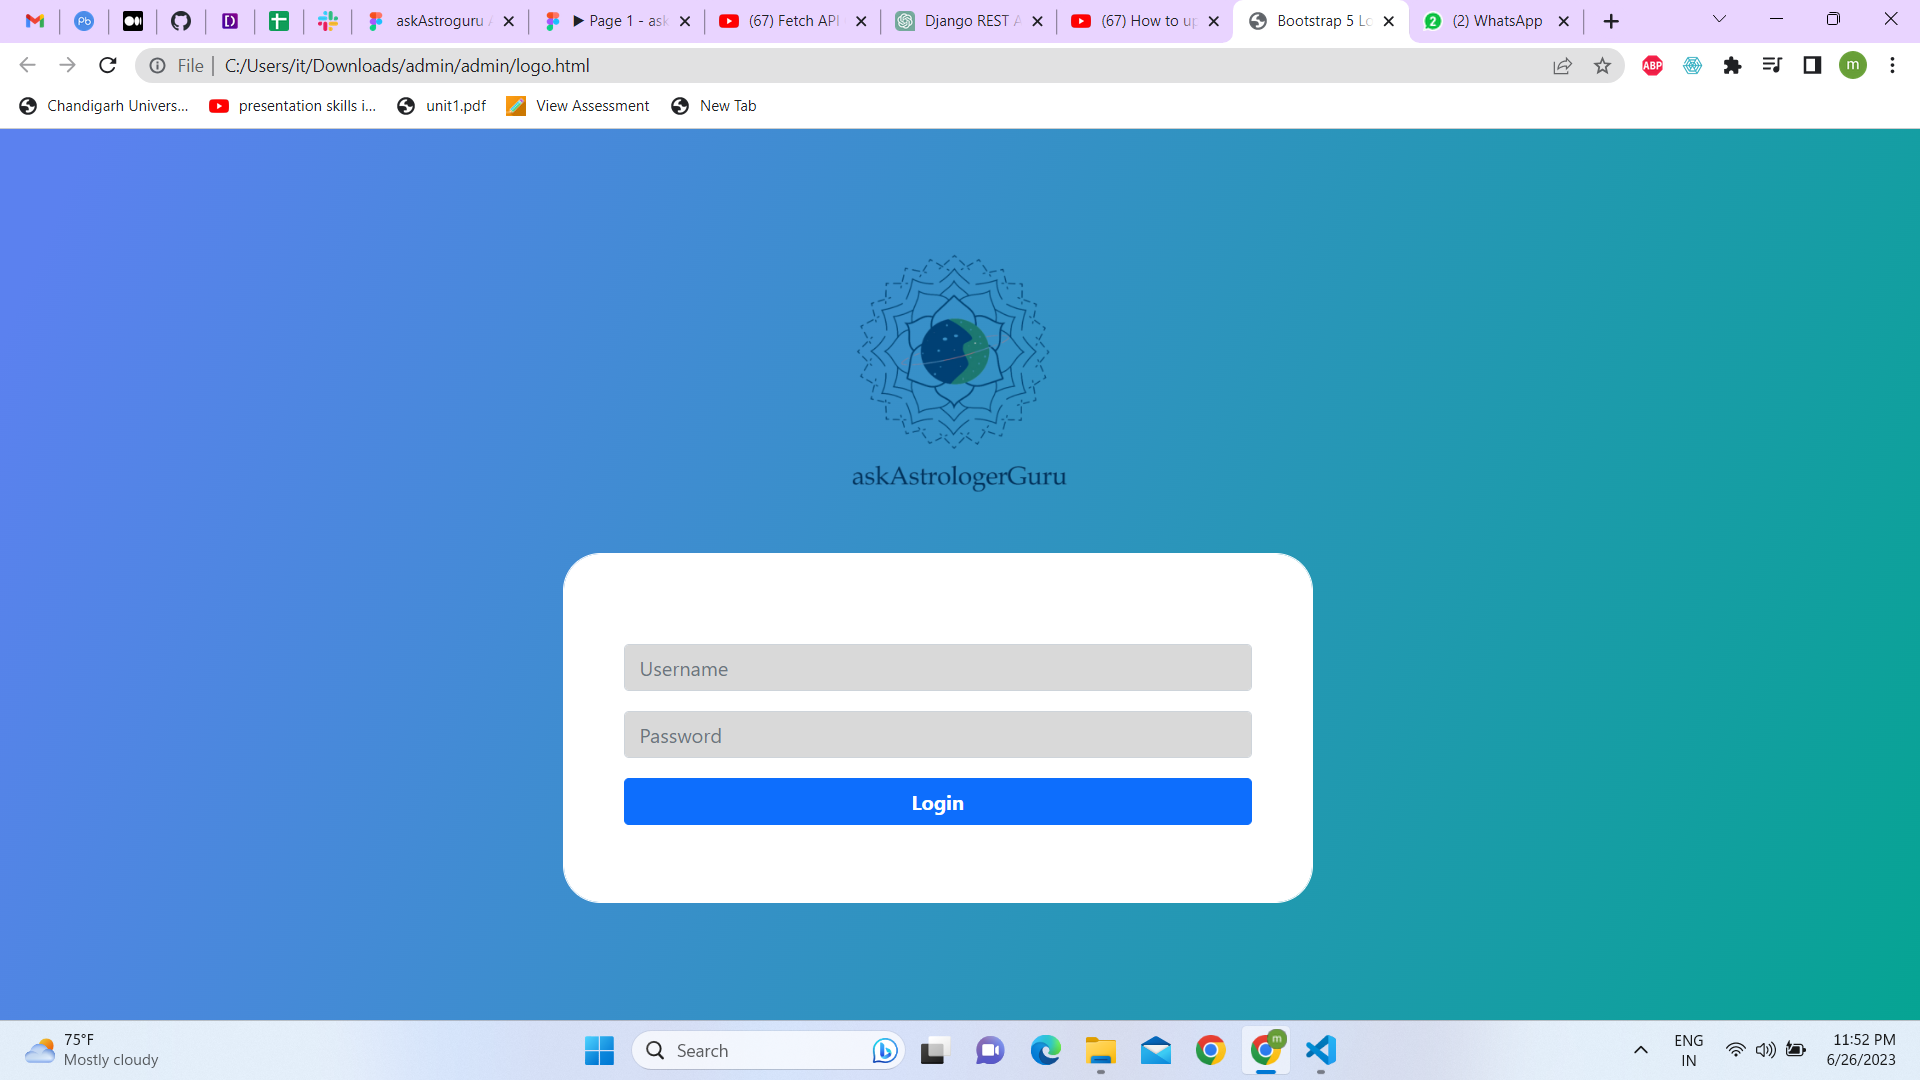 askAstroguru
Page 1 - ask
(67) Fetch API
Django REST A
(67) How to up
Bootstrap 5 Lo
2
(2) WhatsApp
File
C:/Users/it/Downloads/admin/admin/logo.html
ABP
m
Chandigarh Univers...
presentation skills i...
unit1.pdf
View Assessment
New Tab
askAstrologerGuru
Username
Password
Login
75°F
Mostly cloudy
Search
m
ENG
IN
11:52 PM
6/26/2023